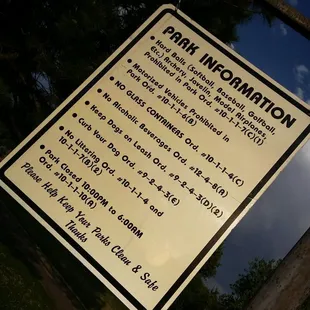 PARK INFORMATION
• Hard Balls (Softball, Baseball, Golfball,
Etc.) Archery, Javelin, Model Airplanes,
Prohibited in Park Ord. #10-1-1-7(C)(1)
• Motorized Vehicles Prohibited in
Park Ord. #10-1-1-6(B)
• NO GLASS CONTAINERS Ord. #10-1-1-4(C)
• No Alcoholic Beverages Ord. #12-4-8(A)
• Keep Dogs on Leash Ord. #9-2-4-3(D)(2)
• Curb Your Dog Ord. #9-2-4-3(E)
• No Littering Ord. #10-1-1-4 and
#10-1-1-7(B)(2)
• Park Closed 10:00PM to 6:00AM
Ord. #10-1-1-10(A)
Please Help Keep Your Parks Clean & Safe
Thanks